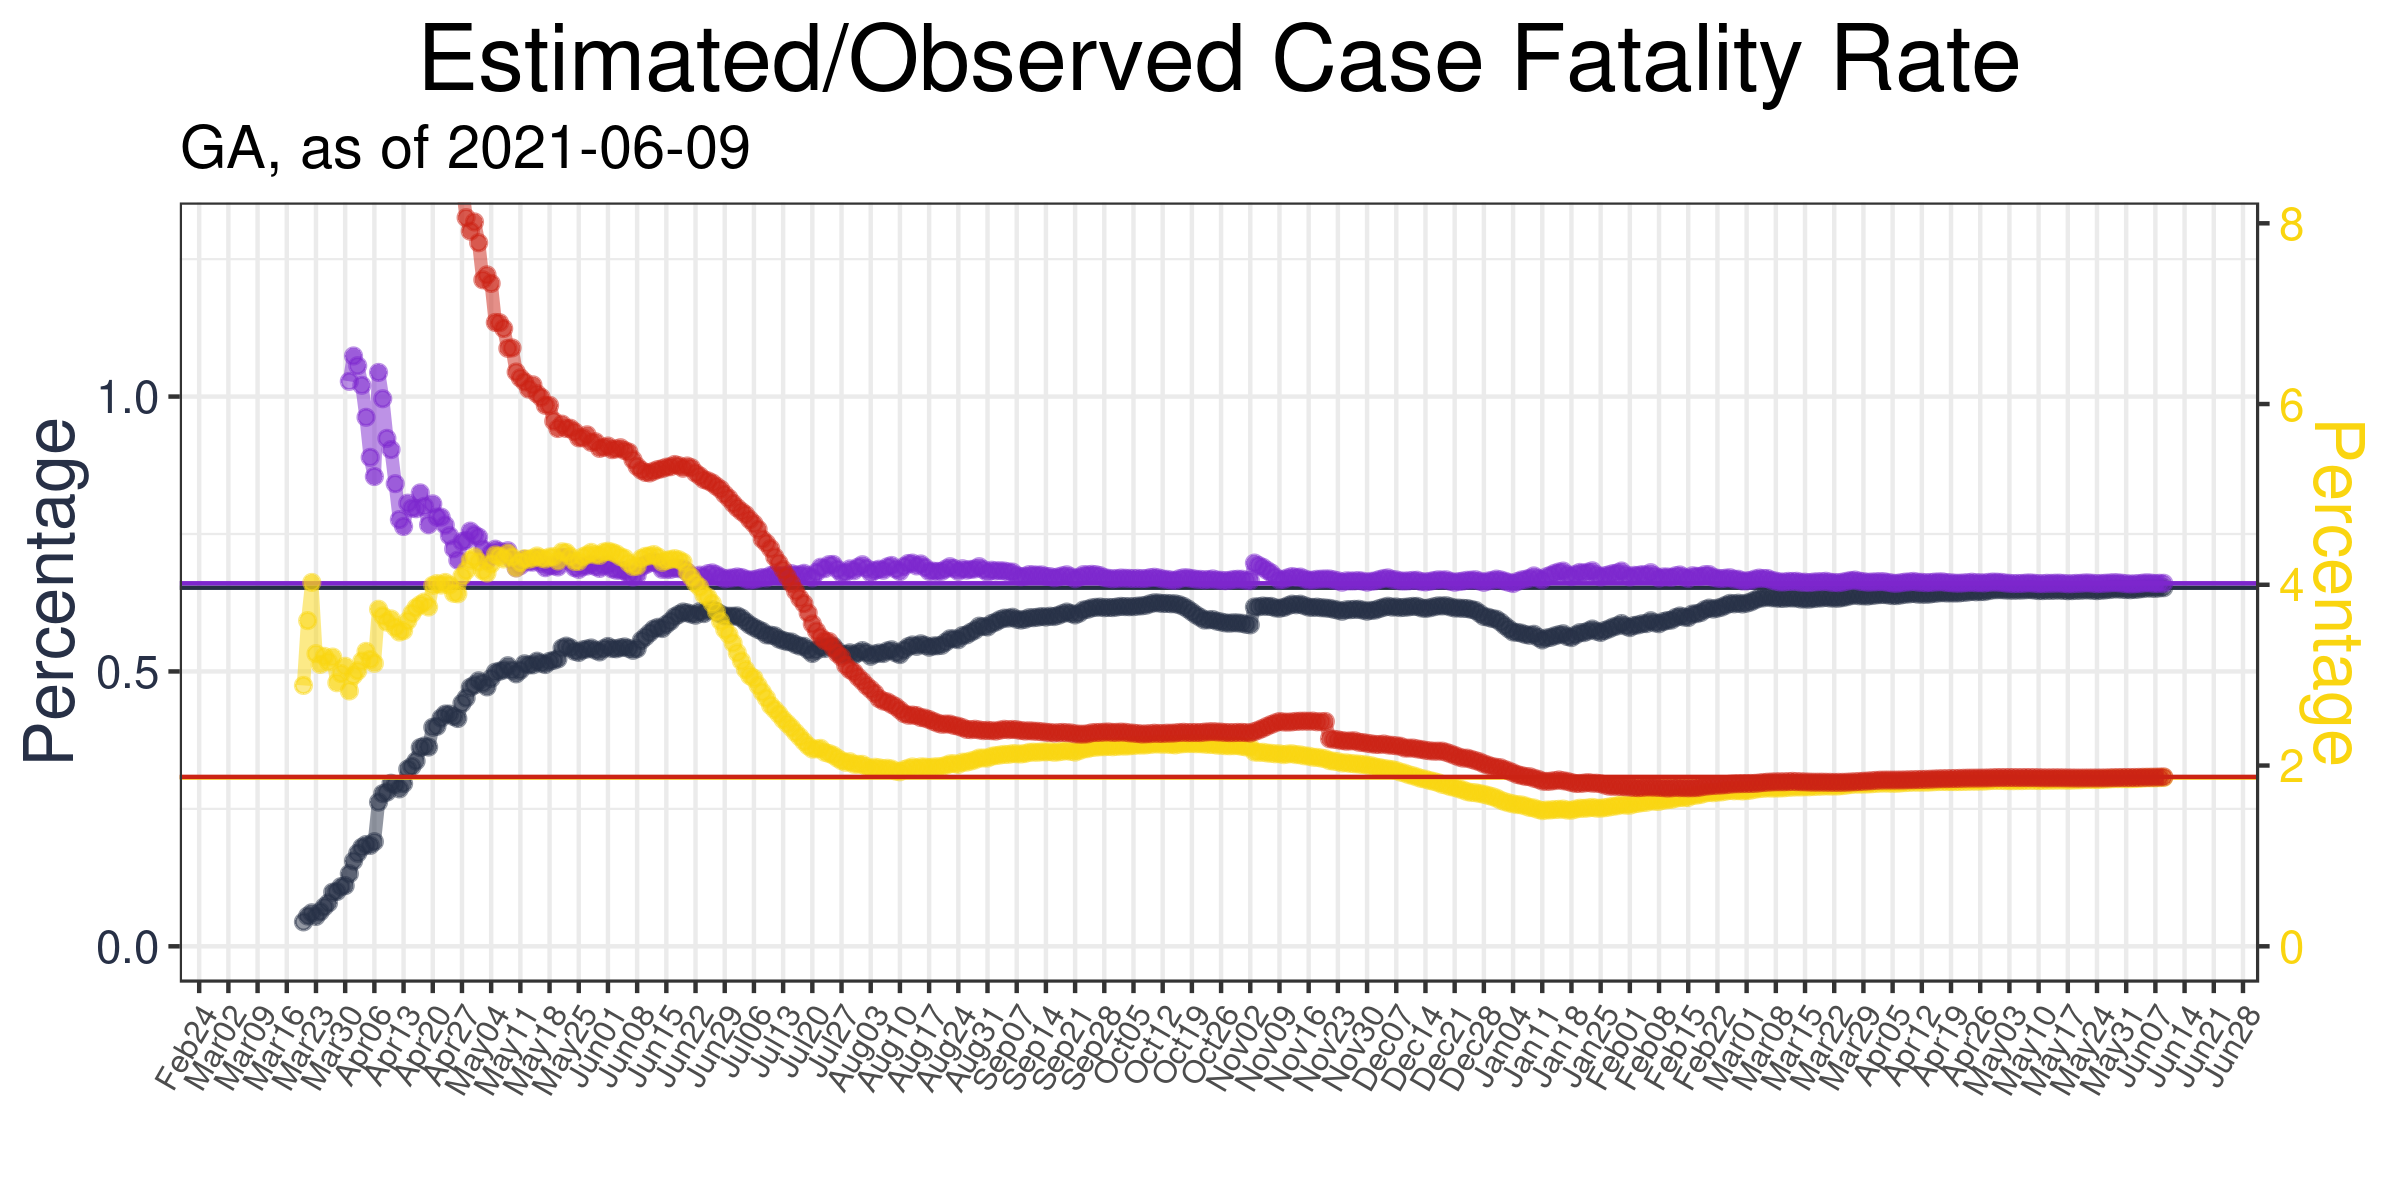 Estimated/Observed Case Fatality Rate
GA, as of 2021-06-09
Percentage
1.0
0.5
0.0
8
6
4
2
0
Percentage
Feb24
Mar02
Mar09
Mar16
Mar23
Mar30
Apr06
Apr13
Apr20
Apr27
May04
May11
May18
May25
Jun01
Jun08
Jun15
Jun22
Jun29
Jul06
Jul13
Jul20
Jul27
Aug03
Aug10
Aug17
Aug24
Aug31
Sep07
Sep14
Sep21
Sep28
Oct05
Oct12
Oct19
Oct26
Nov02
Nov09
Nov16
Nov23
Nov30
Dec07
Dec14
Dec21
Dec28
Jan04
Jan11
Jan18
Jan25
Feb01
Feb08
Feb15
Feb22
Mar01
Mar08
Mar15
Mar22
Mar29
Apr05
Apr12
Apr19
Apr26
May03
May10
May17
May24
May31
Jun07
Jun14
Jun21
Jun28